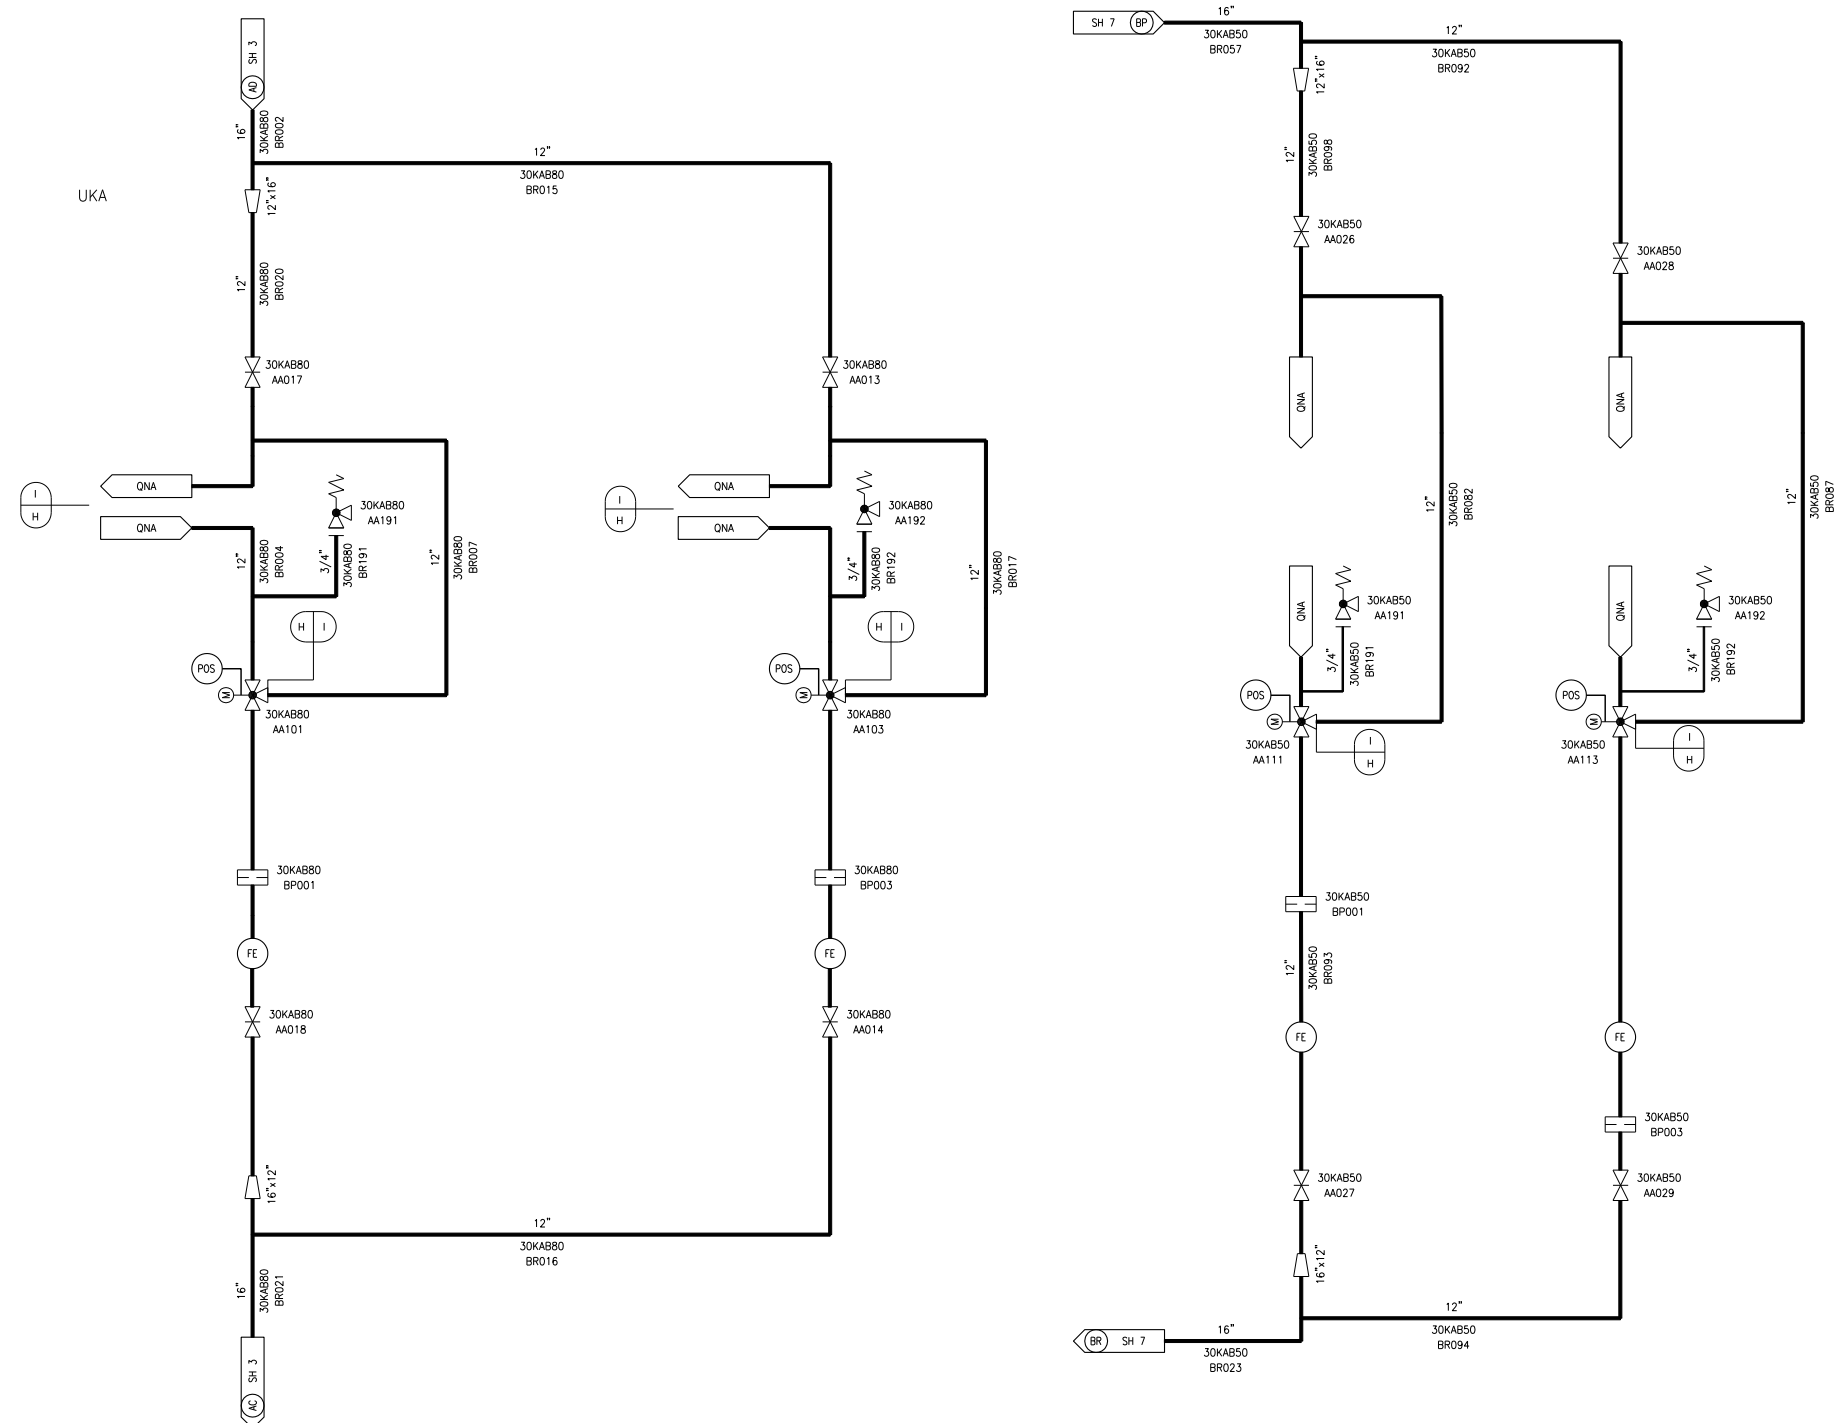 SH 3
AD
16"
30KAB80
BR002
12"
30KAB80
BR015
UKA
12"x16"
12"
30KAB80
BR020
30KAB80
AA017
30KAB80
AA013
QNA
I
H
QNA
30KAB80
AA191
12"
30KAB80
BR004
3/4"
30KAB80
BR191
12"
30KAB80
BR007
H I
POS
M
30KAB80
AA101
QNA
I
H
QNA
30KAB80
AA192
3/4"
30KAB80
BR192
12"
30KAB80
BR017
H I
POS
M
30KAB80
AA103
30KAB80
BP001
30KAB80
BP003
FE
FE
30KAB80
AA018
30KAB80
AA014
16"x12"
12"
30KAB80
BR016
16"
30KAB80
BR021
SH 3
AC
SH 7 BP
16"
30KAB50
BR057
12"
30KAB50
BR092
12"x16"
12"
30KAB50
BR098
30KAB50
AA026
30KAB50
AA028
QNA
QNA
12"
30KAB50
BR082
12"
30KAB50
BR087
QNA
30KAB50
AA191
3/4"
30KAB50
BR191
POS
M
30KAB50
AA111
I
H
QNA
30KAB50
AA192
3/4"
30KAB50
BR192
POS
M
30KAB50
AA113
I
H
30KAB50
BP001
12"
30KAB50
BR093
FE
FE
30KAB50
BP003
30KAB50
AA027
30KAB50
AA029
16"x12"
12"
30KAB50
BR094
BR SH 7
16"
30KAB50
BR023